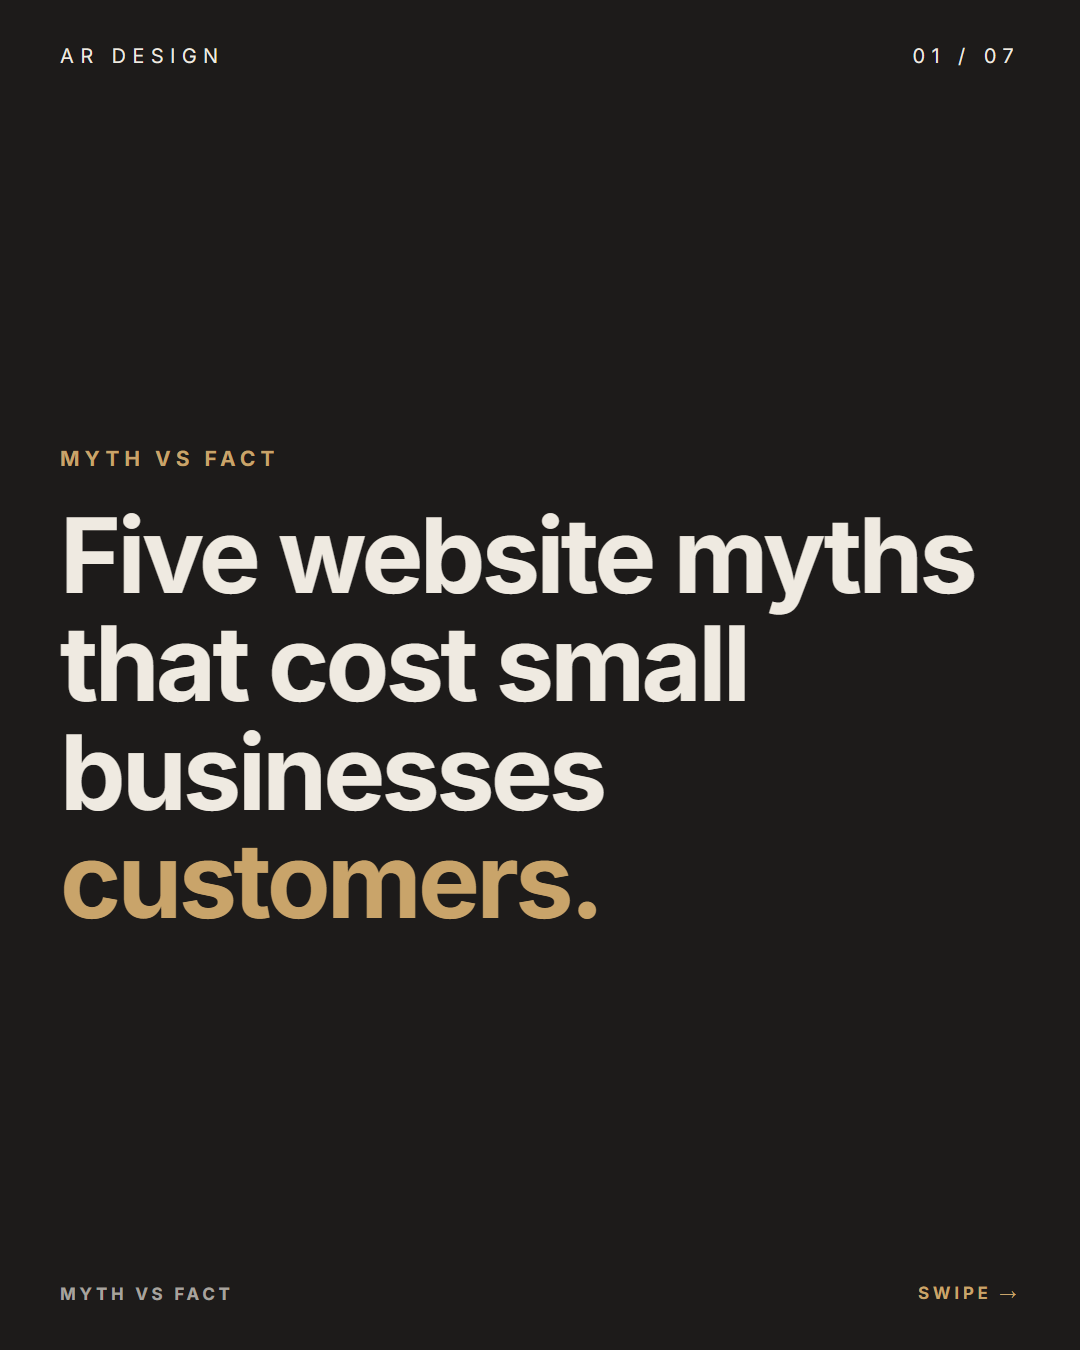 AR DESIGN
01 / 07
MYTH VS FACT
Five website myths
that cost small
businesses
customers.
MYTH VS FACT
SWIPE →